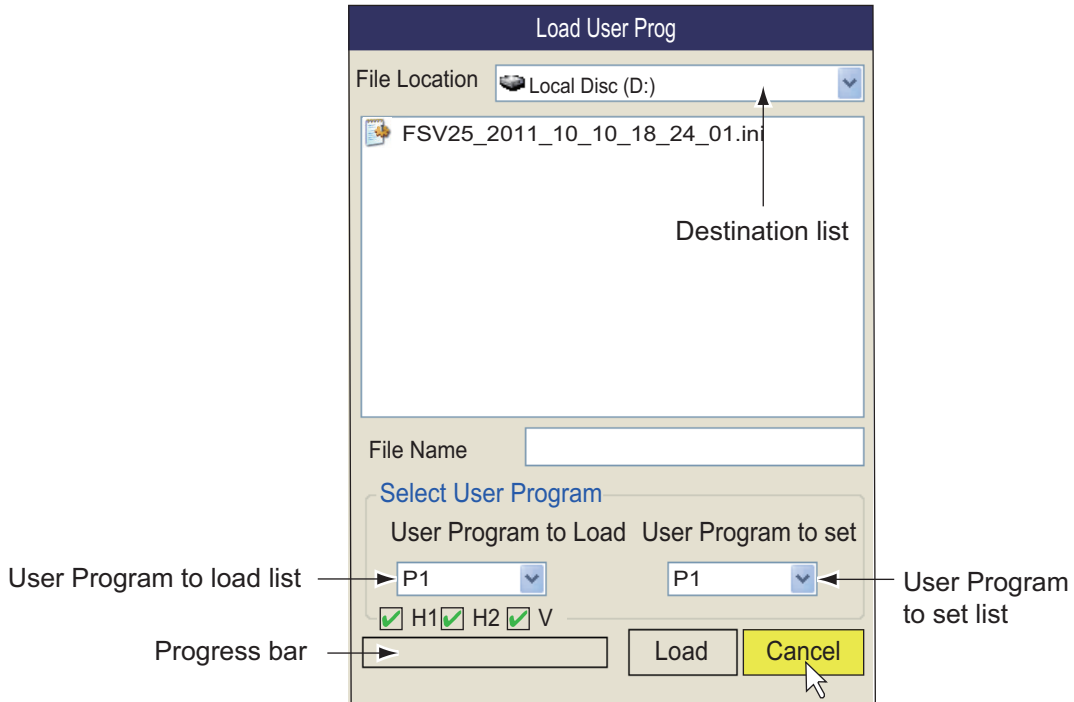 Load User Prog
File Location Local Disc (D:)
FSV25_2011_10_10_18_24_01.ini
Destination list
File Name
Select User Program
User Program to Load User Program to set
User Program to load list P1 P1 User Program
to set list
H1 H2 V
Progress bar Load Cancel